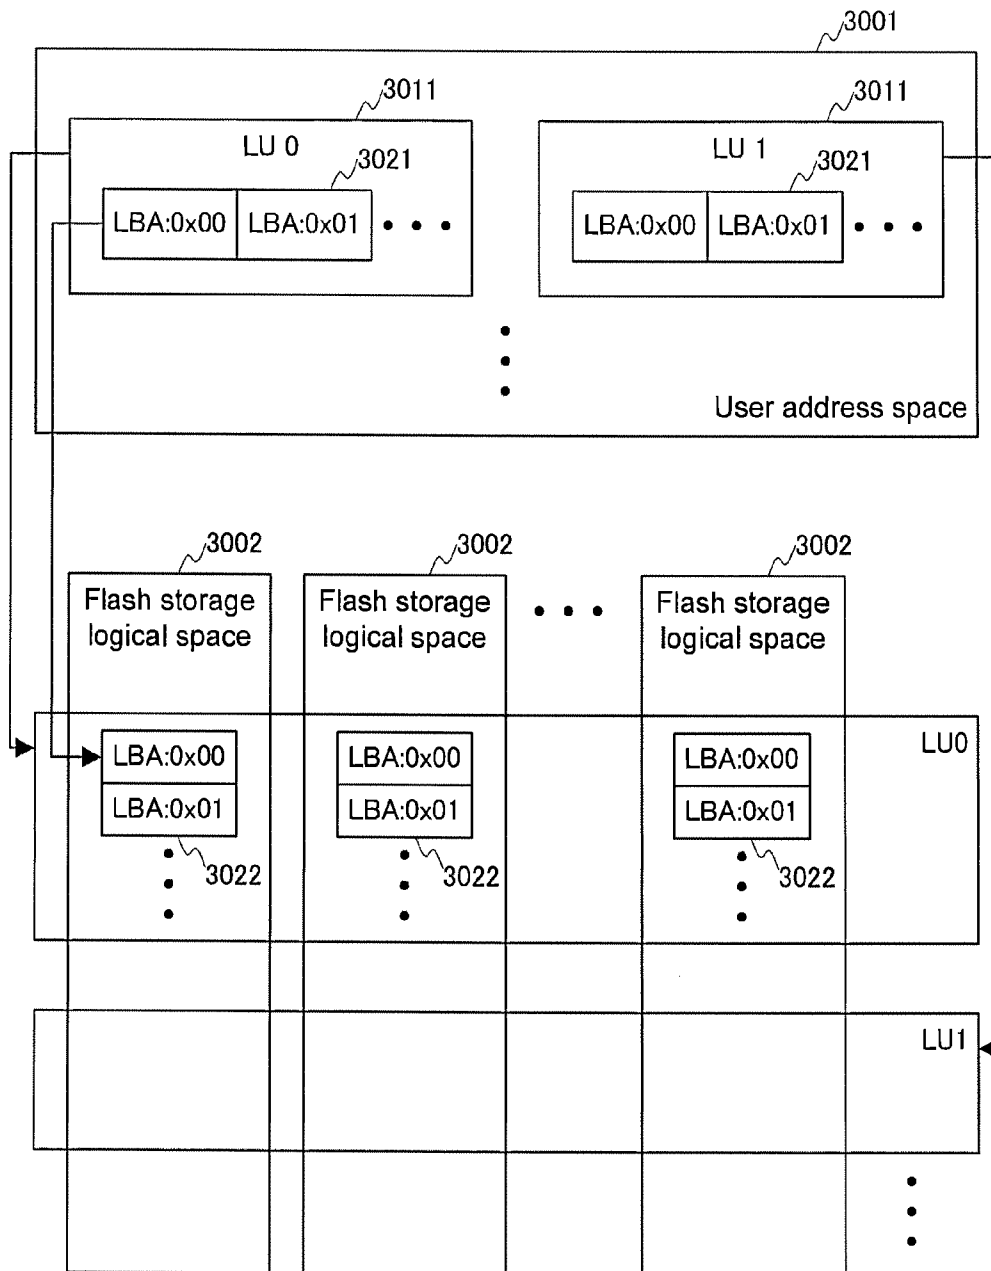 3001
3011
3011
LU 0
LU 1
3021
3021
LBA:0x00 LBA:0x01
LBA:0x00 LBA:0x01
User address space
3002
3002
3002
Flash storage
logical space
Flash storage
logical space
Flash storage
logical space
LU0
LBA:0x00
LBA:0x01
LBA:0x00
LBA:0x01
LBA:0x00
LBA:0x01
3022
3022
3022
LU1